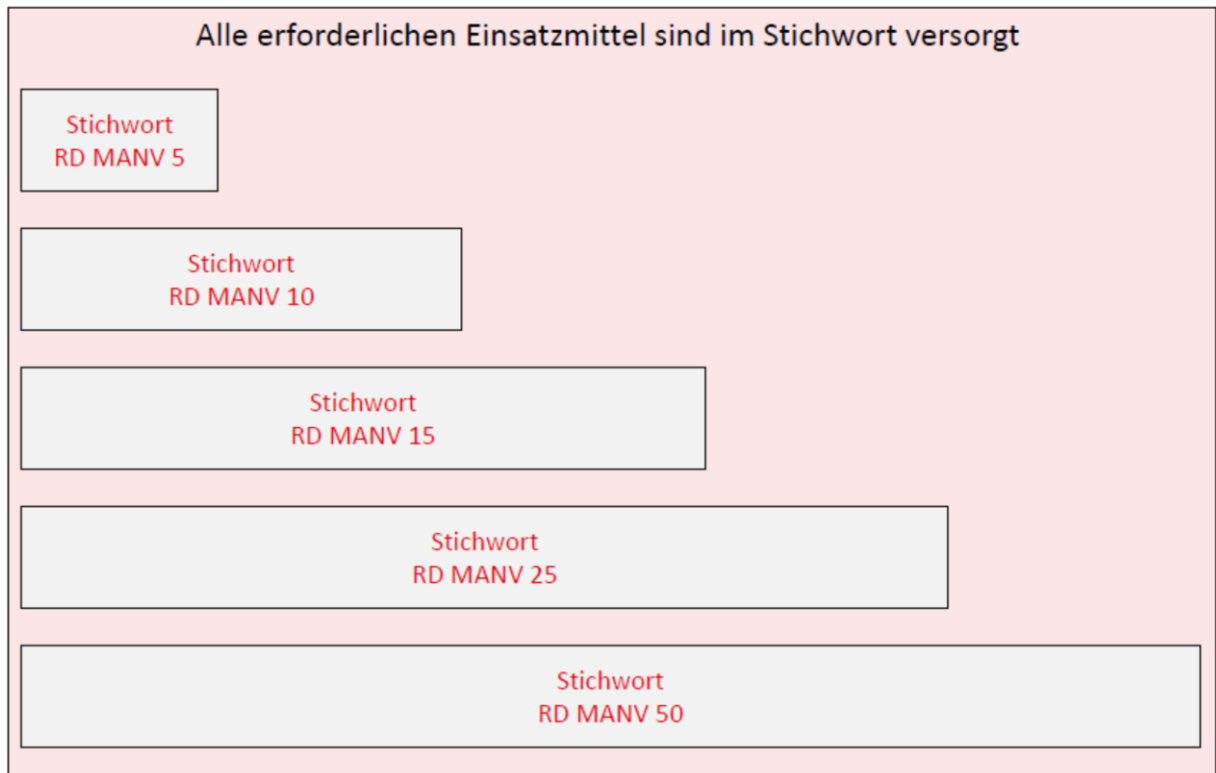 Alle erforderlichen Einsatzmittel sind im Stichwort versorgt
Stichwort
RD MANV 5
Stichwort
RD MANV 10
Stichwort
RD MANV 15
Stichwort
RD MANV 25
Stichwort
RD MANV 50